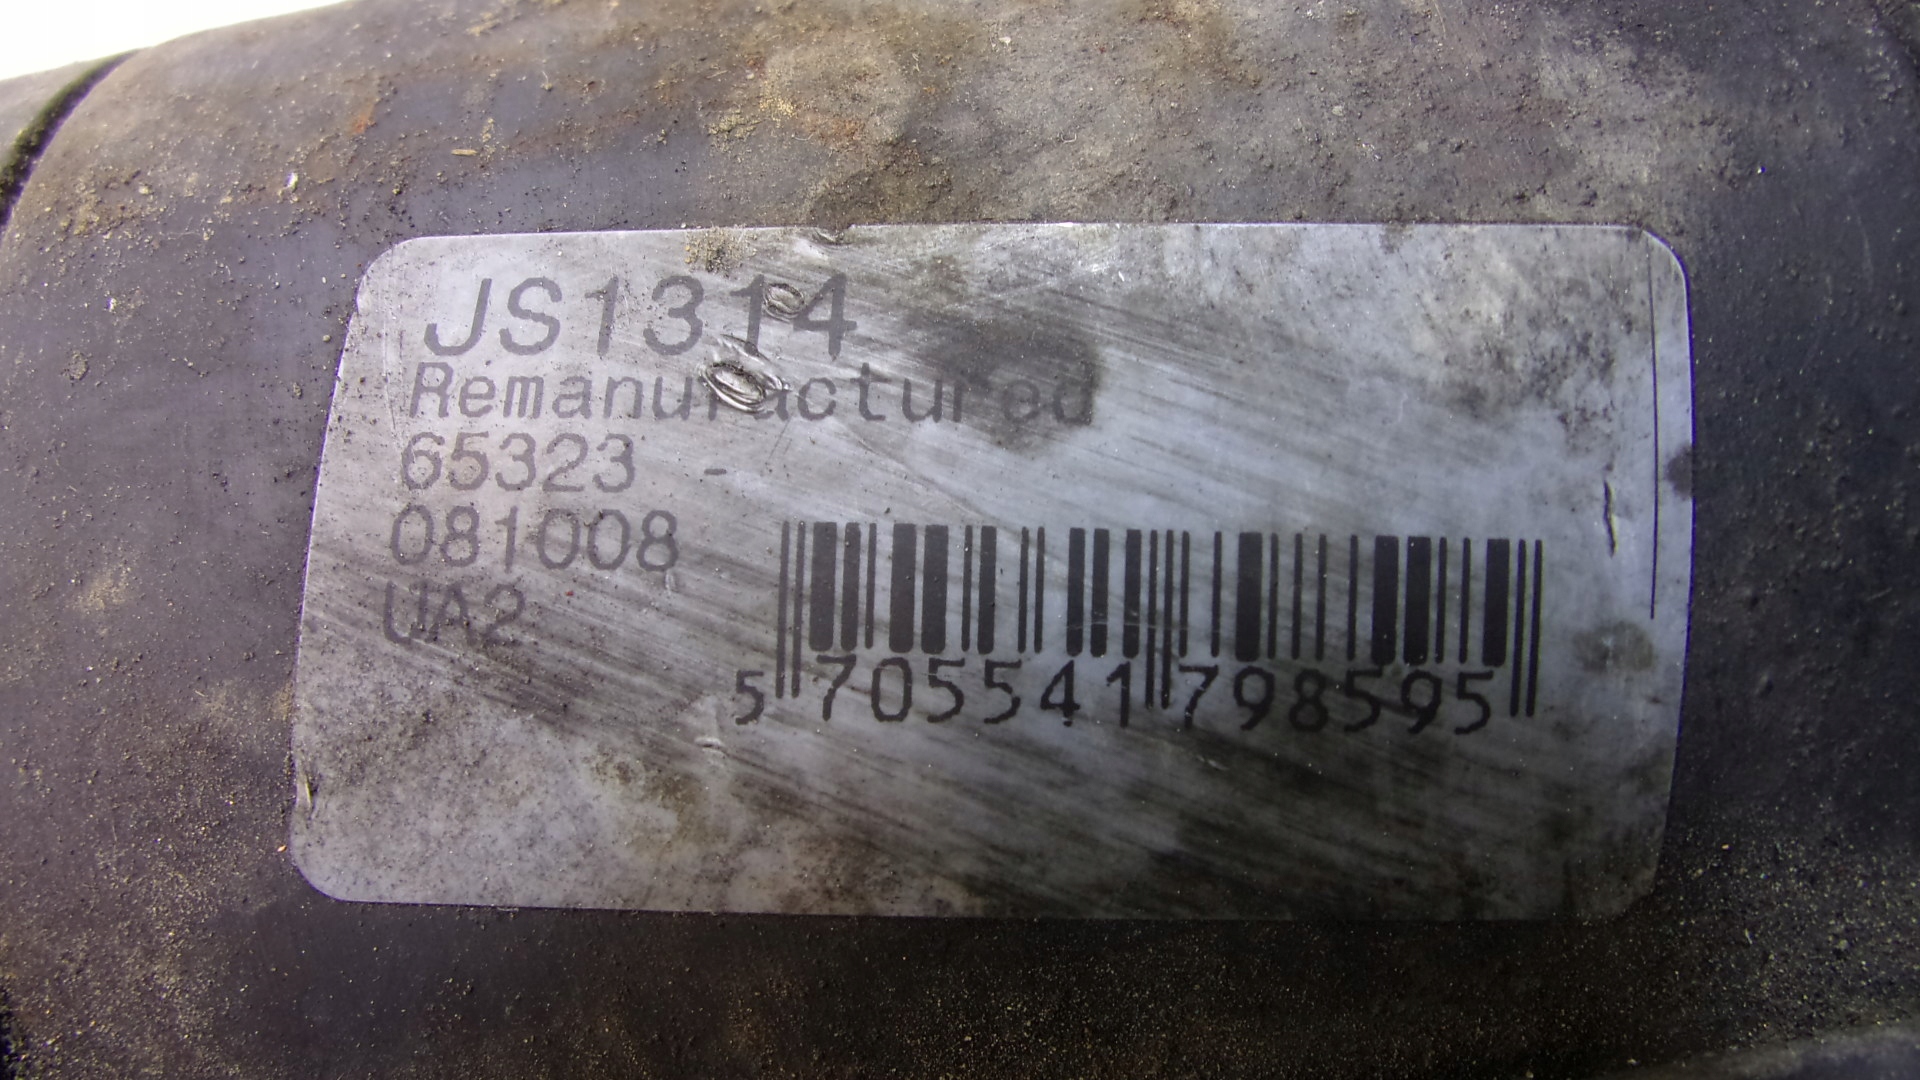 JS1314
Remanufactured
65323 -
081008
UA2
5 705541 798595